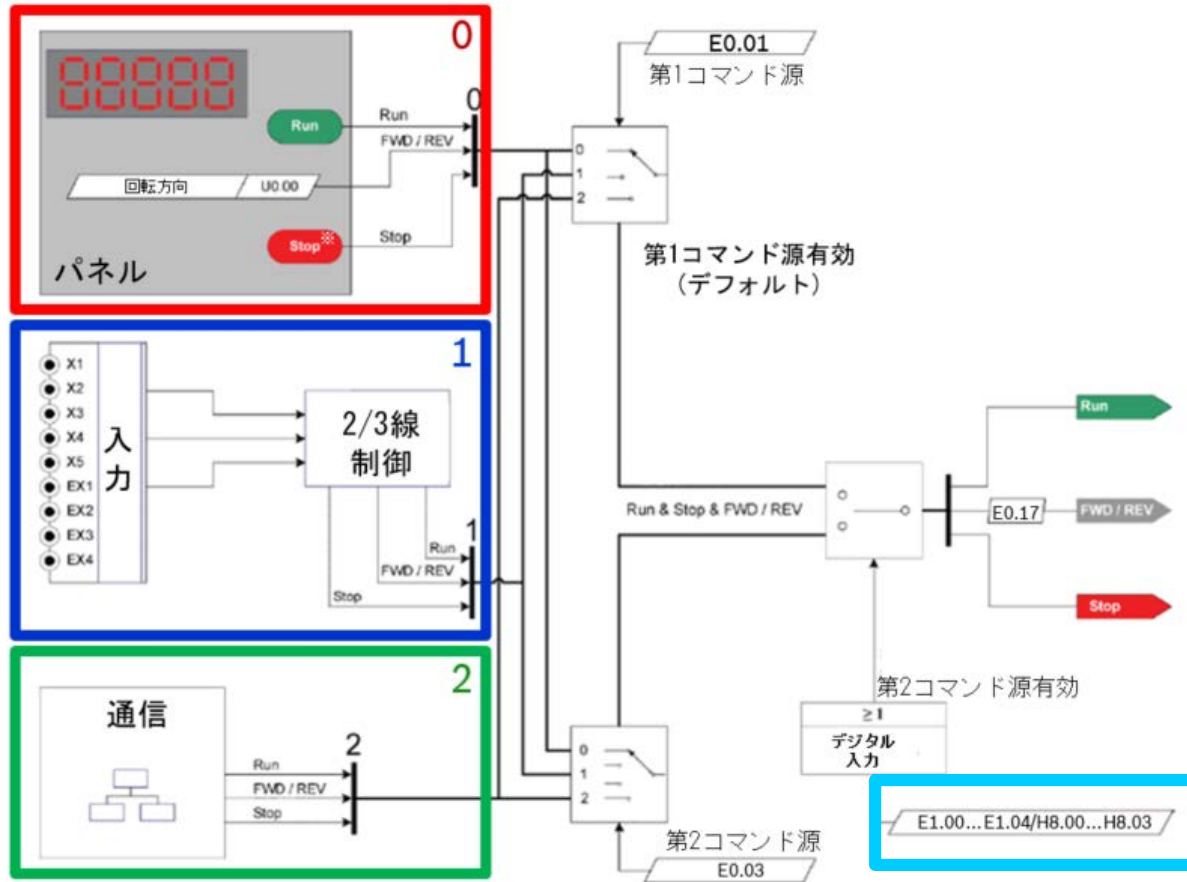 0
88888
Run
Run
0
FWD / REV
回転方向
U0.00
Stop※
Stop
パネル
E0.01
第1コマンド源
0
1
2
第1コマンド源有効
(デフォルト)
1
X1
X2
X3
X4
X5
EX1
EX2
EX3
EX4
入力
2/3線
制御
1
Run
FWD / REV
Stop
Run & Stop & FWD / REV
Run
E0.17
FWD / REV
Stop
2
通信
2
Run
FWD / REV
Stop
0
1
2
第2コマンド源
E0.03
第2コマンド源有効
≥1
デジタル
入力
E1.00...E1.04/H8.00...H8.03